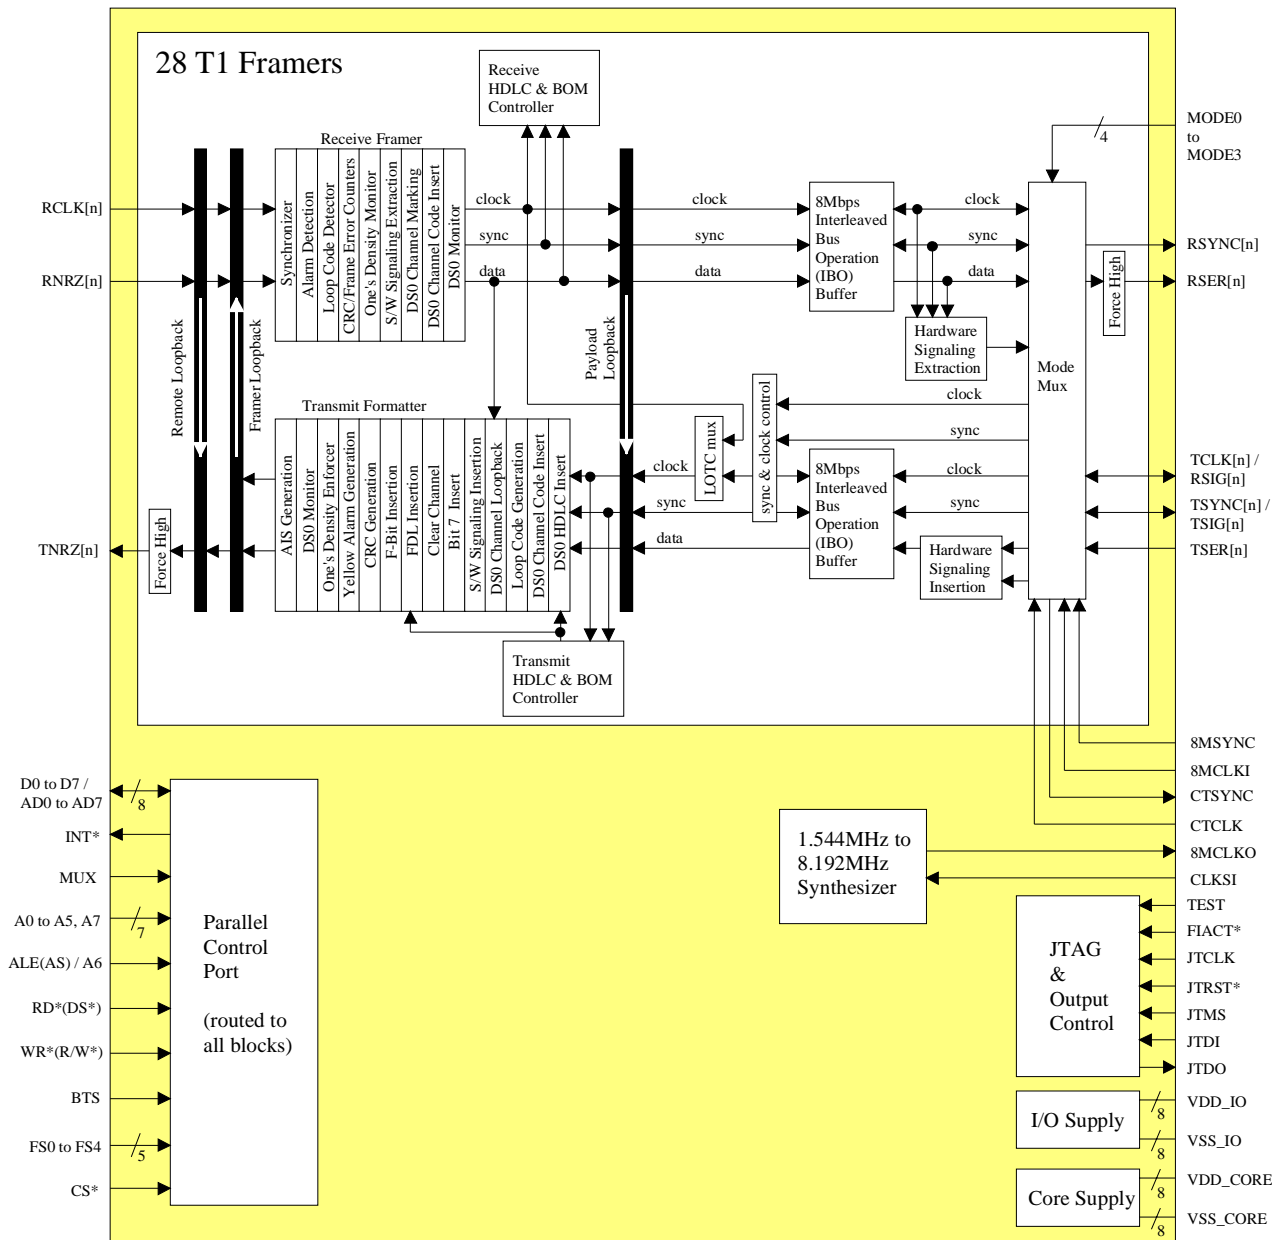 28 T1 Framers
Receive
HDLC & BOM
Controller
MODE0
to
MODE3
4
Receive Framer
RCLK[n]
RNRZ[n]
Synchronizer
Alarm Detection
Loop Code Detector
CRC/Frame Error Counters
One's Density Monitor
S/W Signaling Extraction
DS0 Channel Marking
DS0 Channel Code Insert
DS0 Monitor
clock
sync
data
clock
sync
data
8Mbps
Interleaved
Bus
Operation
(IBO)
Buffer
clock
sync
data
Mode
Mux
Force High
RSYNC[n]
RSER[n]
Hardware
Signaling
Extraction
Remote Loopback
Framer Loopback
Payload
Loopback
Transmit Formatter
AIS Generation
DS0 Monitor
One's Density Enforcer
Yellow Alarm Generation
CRC Generation
F-Bit Insertion
FDL Insertion
Clear Channel
Bit 7 Insert
S/W Signaling Insertion
DS0 Channel Loopback
Loop Code Generation
DS0 Channel Code Insert
DS0 HDLC Insert
clock
sync
data
LOTC mux
sync & clock control
8Mbps
Interleaved
Bus
Operation
(IBO)
Buffer
clock
sync
clock
sync
Hardware
Signaling
Insertion
TCLK[n] /
RSIG[n]
TSYNC[n] /
TSIG[n]
TSER[n]
TNRZ[n]
Force High
Transmit
HDLC & BOM
Controller
8MSYNC
8MCLKI
CTSYNC
CTCLK
8MCLKO
CLKSI
1.544MHz to
8.192MHz
Synthesizer
D0 to D7 /
AD0 to AD7
8
INT*
MUX
A0 to A5, A7
7
ALE(AS) / A6
RD*(DS*)
WR*(R/W*)
BTS
FS0 to FS4
5
CS*
Parallel
Control
Port
(routed to
all blocks)
JTAG
&
Output
Control
TEST
FIACT*
JTCLK
JTRST*
JTMS
JTDI
JTDO
I/O Supply
8
VDD_IO
8
VSS_IO
Core Supply
8
VDD_CORE
8
VSS_CORE